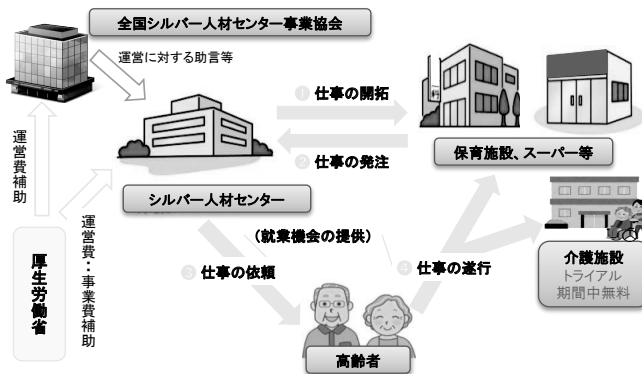 全国シルバー人材センター事業協会
運営に対する助言等
❶ 仕事の開拓
❷ 仕事の発注
保育施設、スーパー等
シルバー人材センター
運営費補助
運営費・事業費補助
厚生労働省
(就業機会の提供)
❸ 仕事の依頼
❹ 仕事の遂行
介護施設
トライアル
期間中無料
高齢者